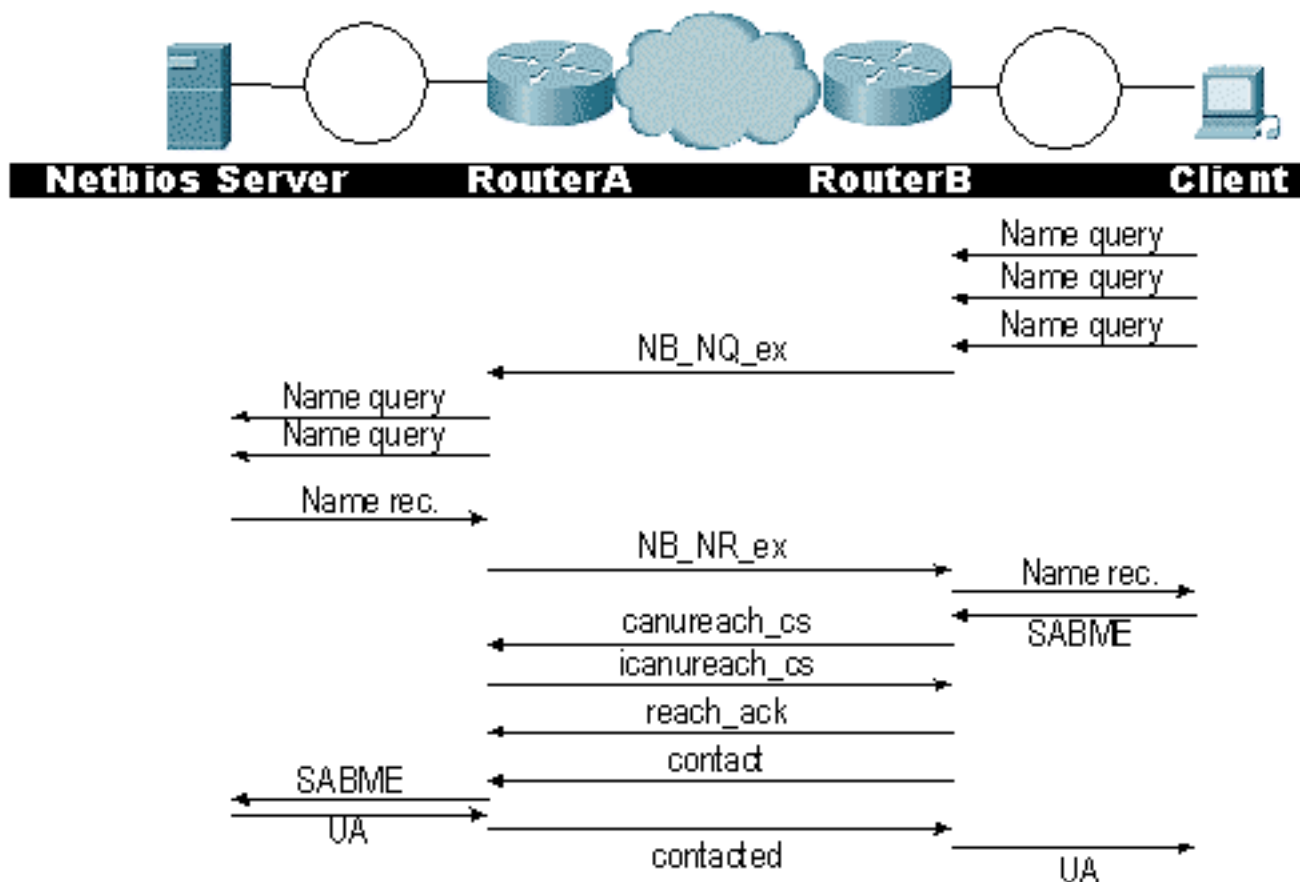 Netbios Server RouterA RouterB Client
Name query
Name query
Name query
NB_NQ_ex
Name query
Name query
Name rec.
NB_NR_ex
Name rec.
canureach_cs
SABME
icanureach_cs
reach_ack
contact
SABME
UA
contacted
UA